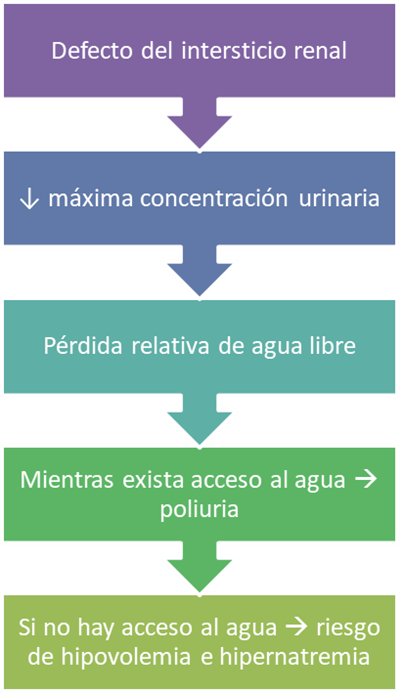 Defecto del intersticio renal
↓ máxima concentración urinaria
Pérdida relativa de agua libre
Mientras exista acceso al agua →
poliuria
Si no hay acceso al agua → riesgo
de hipovolemia e hipernatremia